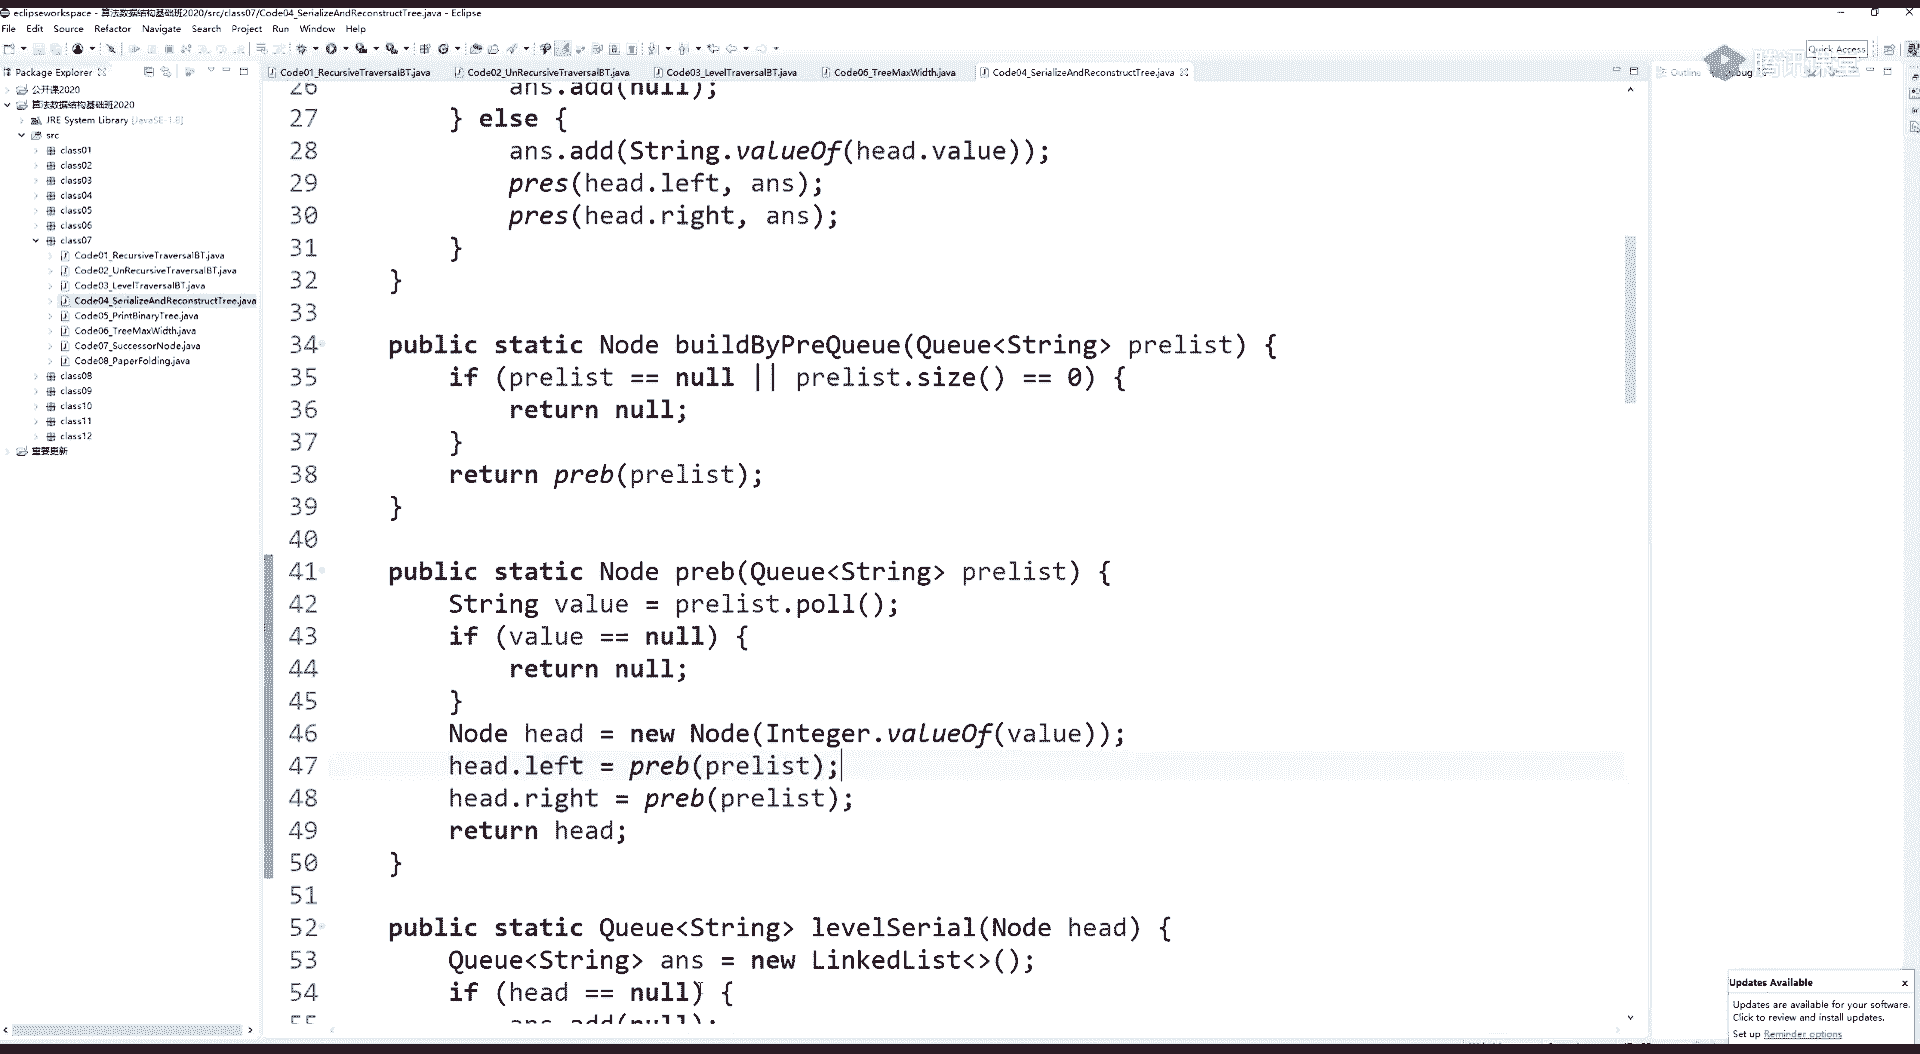 eclipseworkspace - 算法数据结构基础班2020/src/class07/Code04_SerializeAndReconstructTree.java - Eclipse
File Edit Source Refactor Navigate Search Project Run Window Help
Quick Access
腾讯课堂
Package Explorer
Code01_RecursiveTraversalBT.java
Code02_UnRecursiveTraversalBT.java
Code03_LevelTraversalBT.java
Code06_TreeMaxWidth.java
Code04_SerializeAndReconstructTree.java
Outline
公开课2020
算法数据结构基础班2020
JRE System Library [JavaSE-1.8]
src
class01
class02
class03
class04
class05
class06
class07
Code01_RecursiveTraversalBT.java
Code02_UnRecursiveTraversalBT.java
Code03_LevelTraversalBT.java
Code04_SerializeAndReconstructTree.java
Code05_PrintBinaryTree.java
Code06_TreeMaxWidth.java
Code07_SuccessorNode.java
Code08_PaperFolding.java
class08
class09
class10
class11
class12
重要更新
26 ans.add(null);
27 } else {
28 ans.add(String.valueOf(head.value));
29 pres(head.left, ans);
30 pres(head.right, ans);
31 }
32 }
33
34 public static Node buildByPreQueue(Queue<String> prelist) {
35 if (prelist == null || prelist.size() == 0) {
36 return null;
37 }
38 return preb(prelist);
39 }
40
41 public static Node preb(Queue<String> prelist) {
42 String value = prelist.poll();
43 if (value == null) {
44 return null;
45 }
46 Node head = new Node(Integer.valueOf(value));
47 head.left = preb(prelist);
48 head.right = preb(prelist);
49 return head;
50 }
51
52 public static Queue<String> levelSerial(Node head) {
53 Queue<String> ans = new LinkedList<>();
54 if (head == null) {
55 ans.add(null);
Updates Available
Updates are available for your software.
Click to review and install updates.
Set up Reminder options